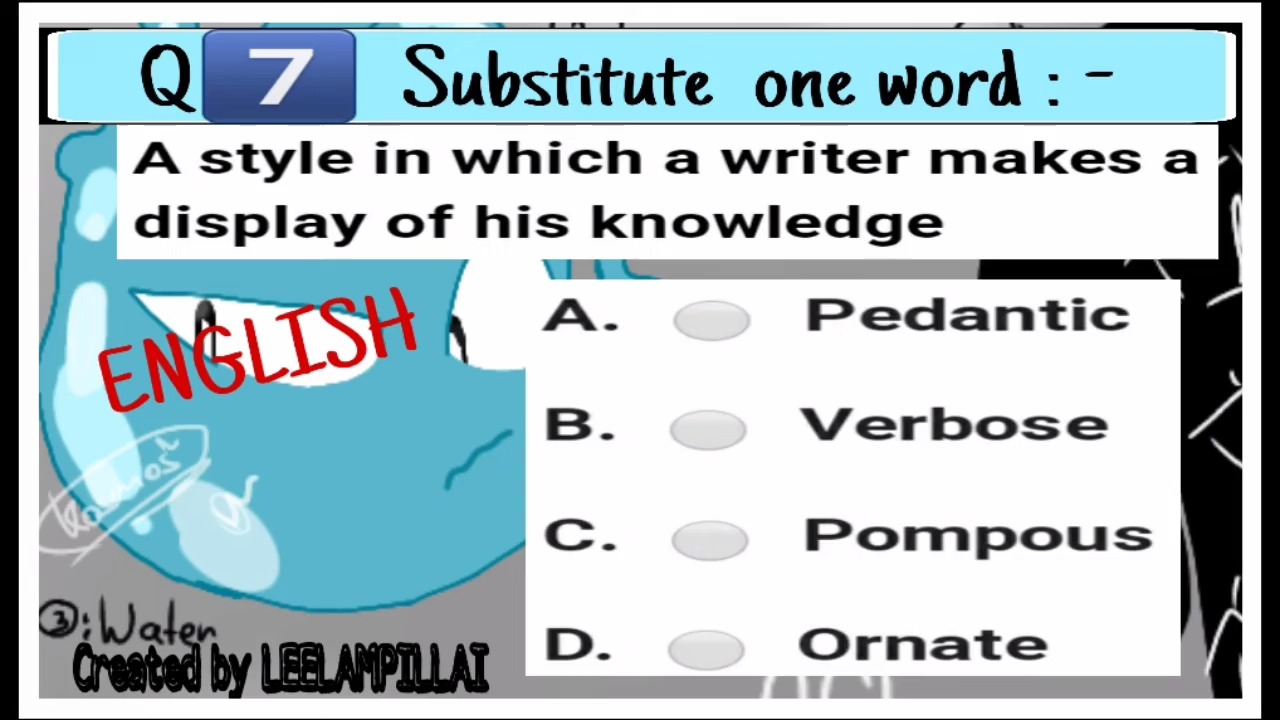 Q 7 Substitute one word : -
A style in which a writer makes a
display of his knowledge
ENGLISH
A. Pedantic
B. Verbose
C. Pompous
D. Ornate
③:Water
Created by LEELAMPILLAI